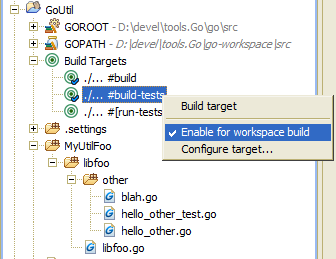 GoUtil
GOROOT - D:\devel\tools.Go\go\src
GOPATH - D:\devel\tools.Go\go-workspace\src
Build Targets
./... #build
./... #build-tests
./... #[run-tests
Build target
Enable for workspace build
Configure target...
.settings
MyUtilFoo
libfoo
other
blah.go
hello_other_test.go
hello_other.go
libfoo.go